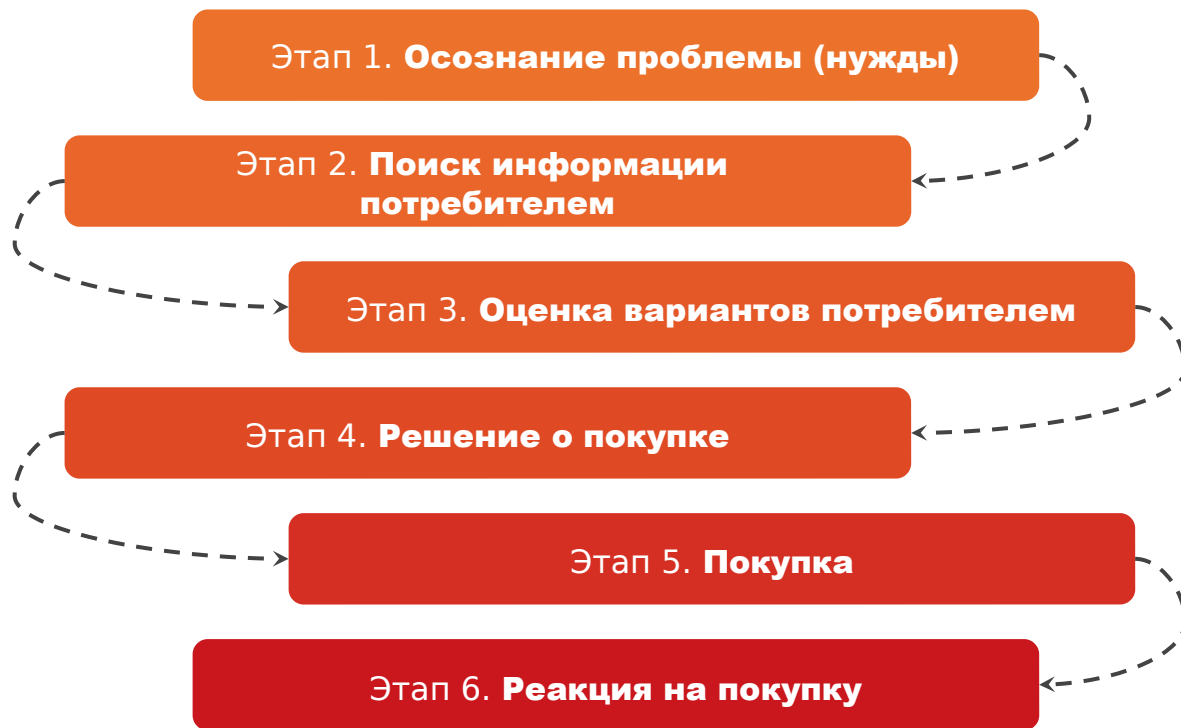 Этап 1. Осознание проблемы (нужды)
Этап 2. Поиск информации
потребителем
Этап 3. Оценка вариантов потребителем
Этап 4. Решение о покупке
Этап 5. Покупка
Этап 6. Реакция на покупку